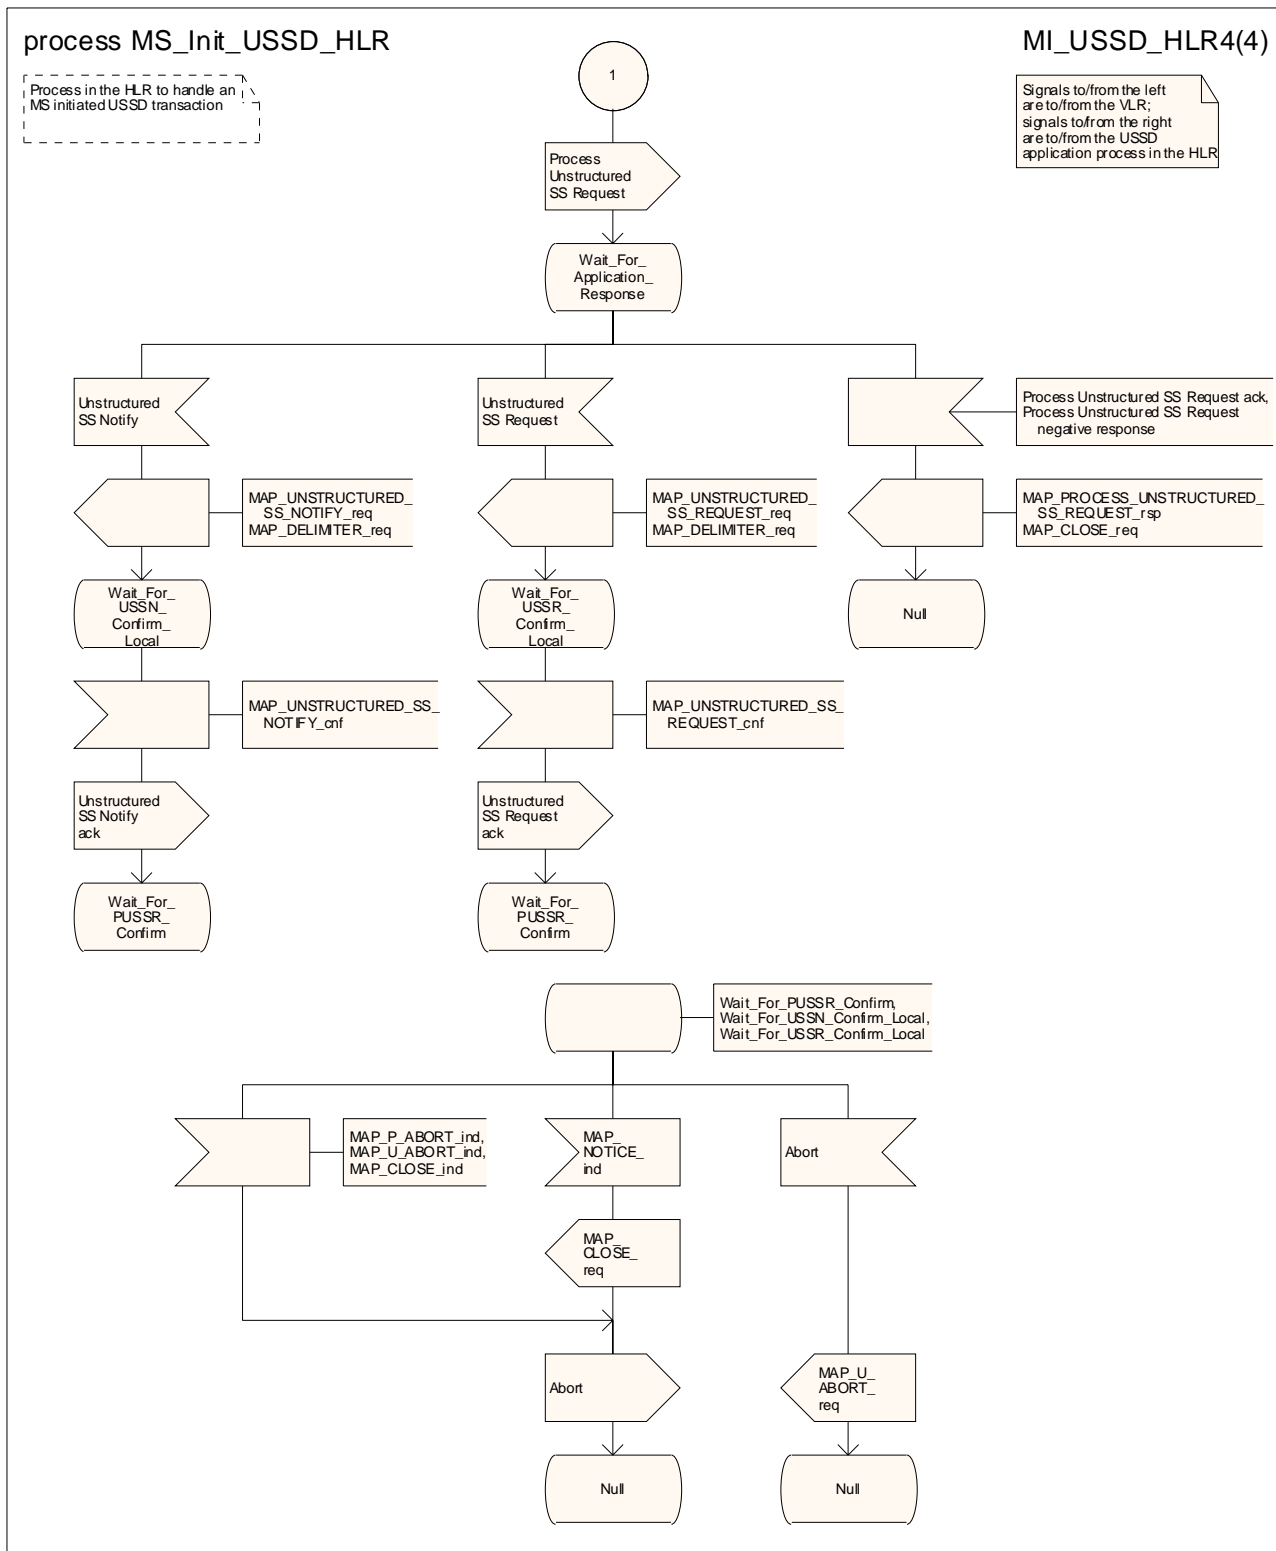 process MS_Init_USSD_HLR
MI_USSD_HLR4(4)
Process in the HLR to handle an
MS initiated USSD transaction
1
Signals to/from the left
are to/from the VLR;
signals to/from the right
are to/from the USSD
application process in the HLR
Process
Unstructured
SS Request
Wait_For_
Application_
Response
Unstructured
SS Notify
Unstructured
SS Request
Process Unstructured SS Request ack,
Process Unstructured SS Request
negative response
MAP_UNSTRUCTURED_
SS_NOTIFY_req
MAP_DELIMITER_req
MAP_UNSTRUCTURED_
SS_REQUEST_req
MAP_DELIMITER_req
MAP_PROCESS_UNSTRUCTURED_
SS_REQUEST_rsp
MAP_CLOSE_req
Wait_For_
USSN_
Confirm_
Local
Wait_For_
USSR_
Confirm_
Local
Null
MAP_UNSTRUCTURED_SS_
NOTIFY_cnf
MAP_UNSTRUCTURED_SS_
REQUEST_cnf
Unstructured
SS Notify
ack
Unstructured
SS Request
ack
Wait_For_
PUSSR_
Confirm
Wait_For_
PUSSR_
Confirm
Wait_For_PUSSR_Confirm,
Wait_For_USSN_Confirm_Local,
Wait_For_USSR_Confirm_Local
MAP_P_ABORT_ind,
MAP_U_ABORT_ind,
MAP_CLOSE_ind
MAP_
NOTICE_
ind
Abort
MAP_
CLOSE_
req
Abort
MAP_U_
ABORT_
req
Null
Null